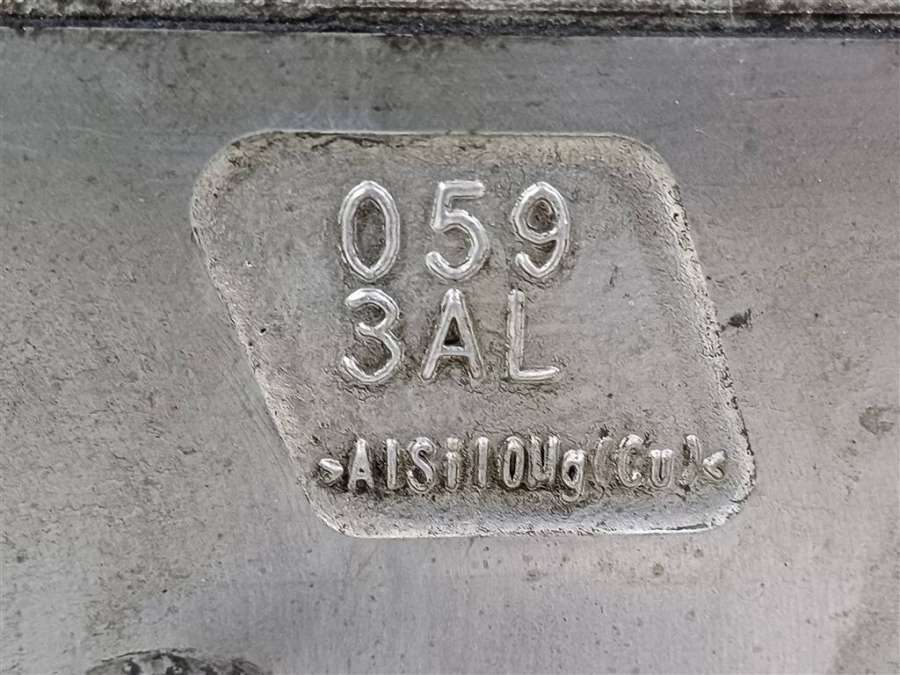 059
3AL
>AlSi10Mg(Cu)<